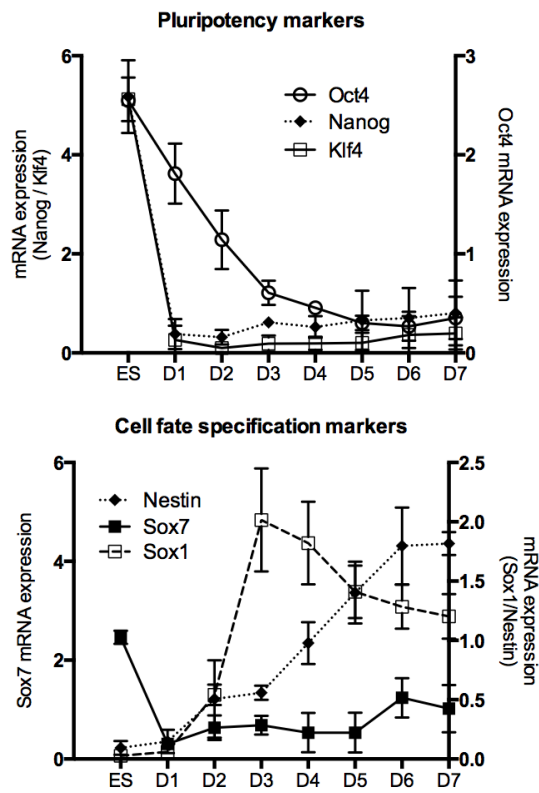 Pluripotency markers
6
4
2
0
mRNA expression
(Nanog / Klf4)
Oct4
Nanog
Klf4
3
2
1
0
Oct4 mRNA expression
ES D1 D2 D3 D4 D5 D6 D7
Cell fate specification markers
6
4
2
0
Sox7 mRNA expression
Nestin
Sox7
Sox1
2.5
2.0
1.5
1.0
0.5
0.0
mRNA expression
(Sox1/Nestin)
ES D1 D2 D3 D4 D5 D6 D7